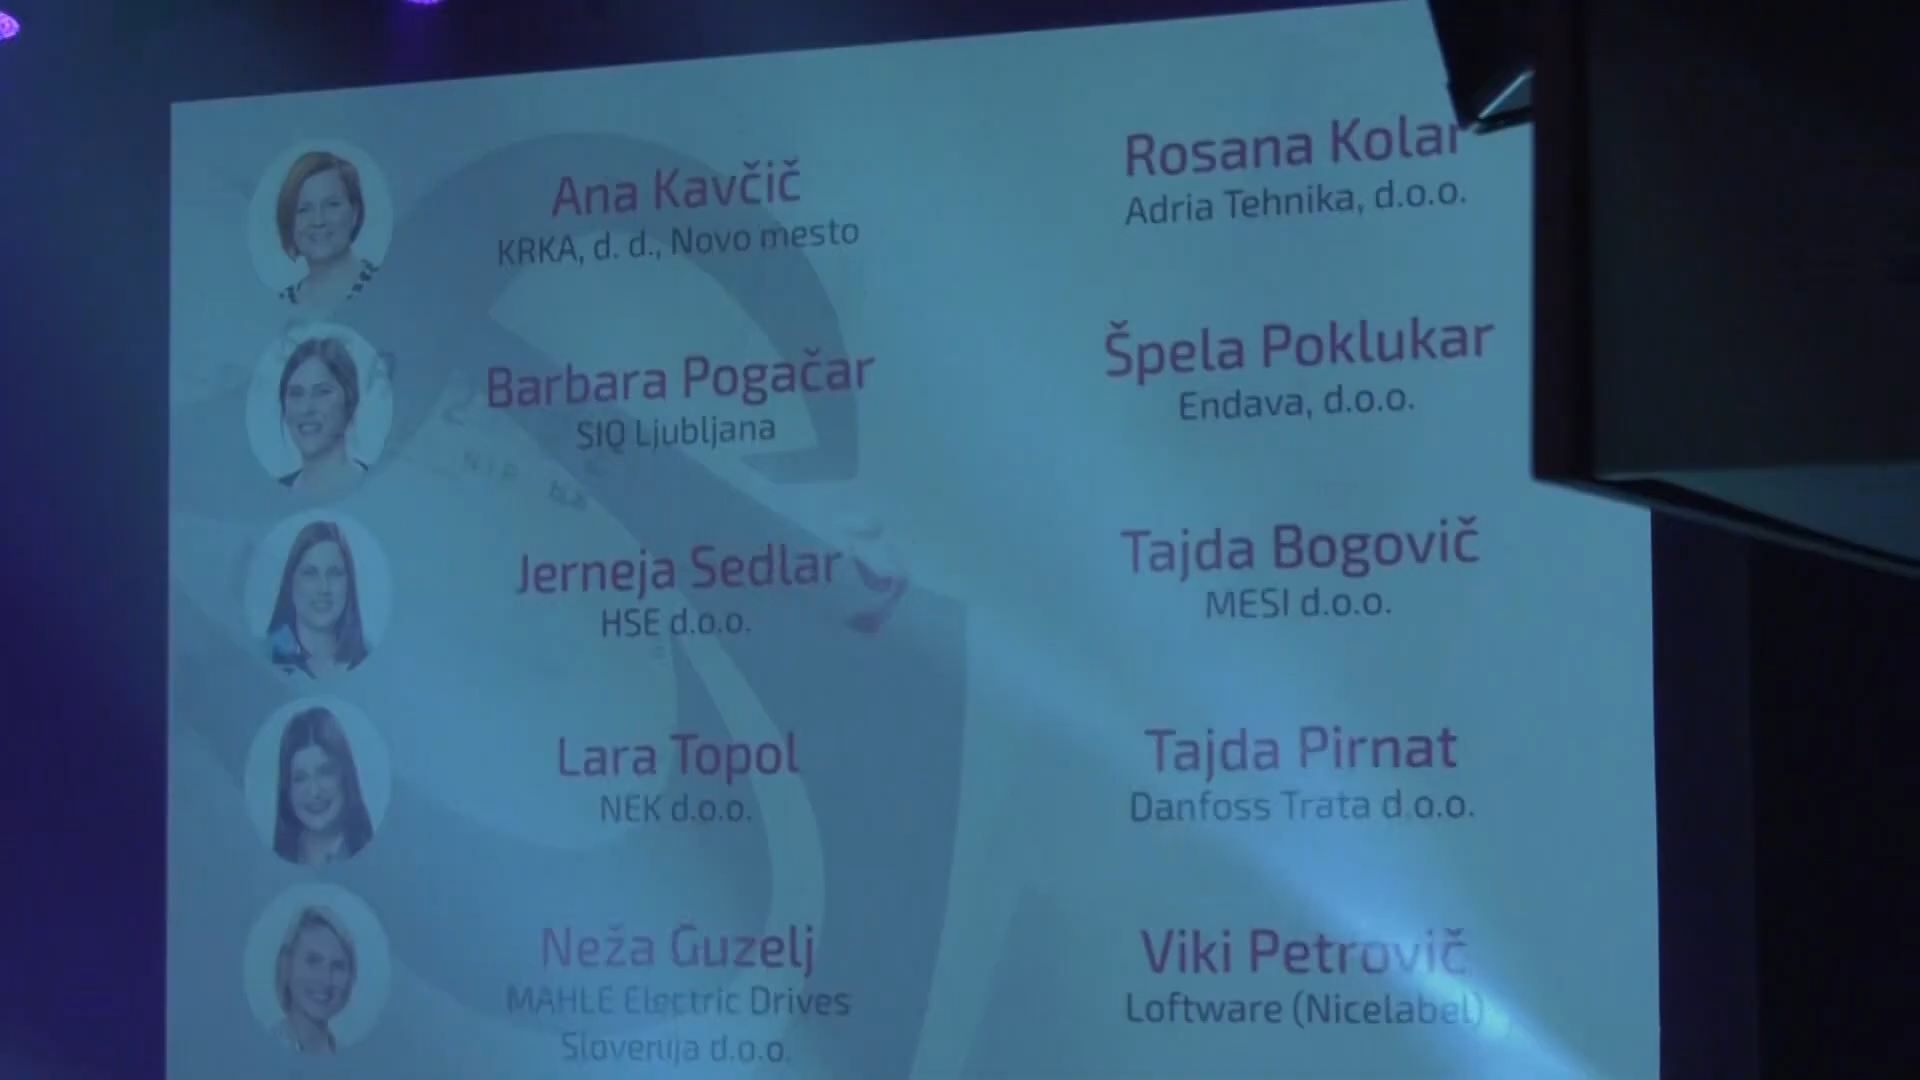 Ana Kavčič
KRKA, d. d., Novo mesto
Barbara Pogačar
SIQ Ljubljana
Jerneja Sedlar
HSE d.o.o.
Lara Topol
NEK d.o.o.
Neža Guzelj
MAHLE Electric Drives
Slovenija d.o.o.
Rosana Kolar
Adria Tehnika, d.o.o.
Špela Poklukar
Endava, d.o.o.
Tajda Bogovič
MESI d.o.o.
Tajda Pirnat
Danfoss Trata d.o.o.
Viki Petrovič
Loftware (Nicelabel)